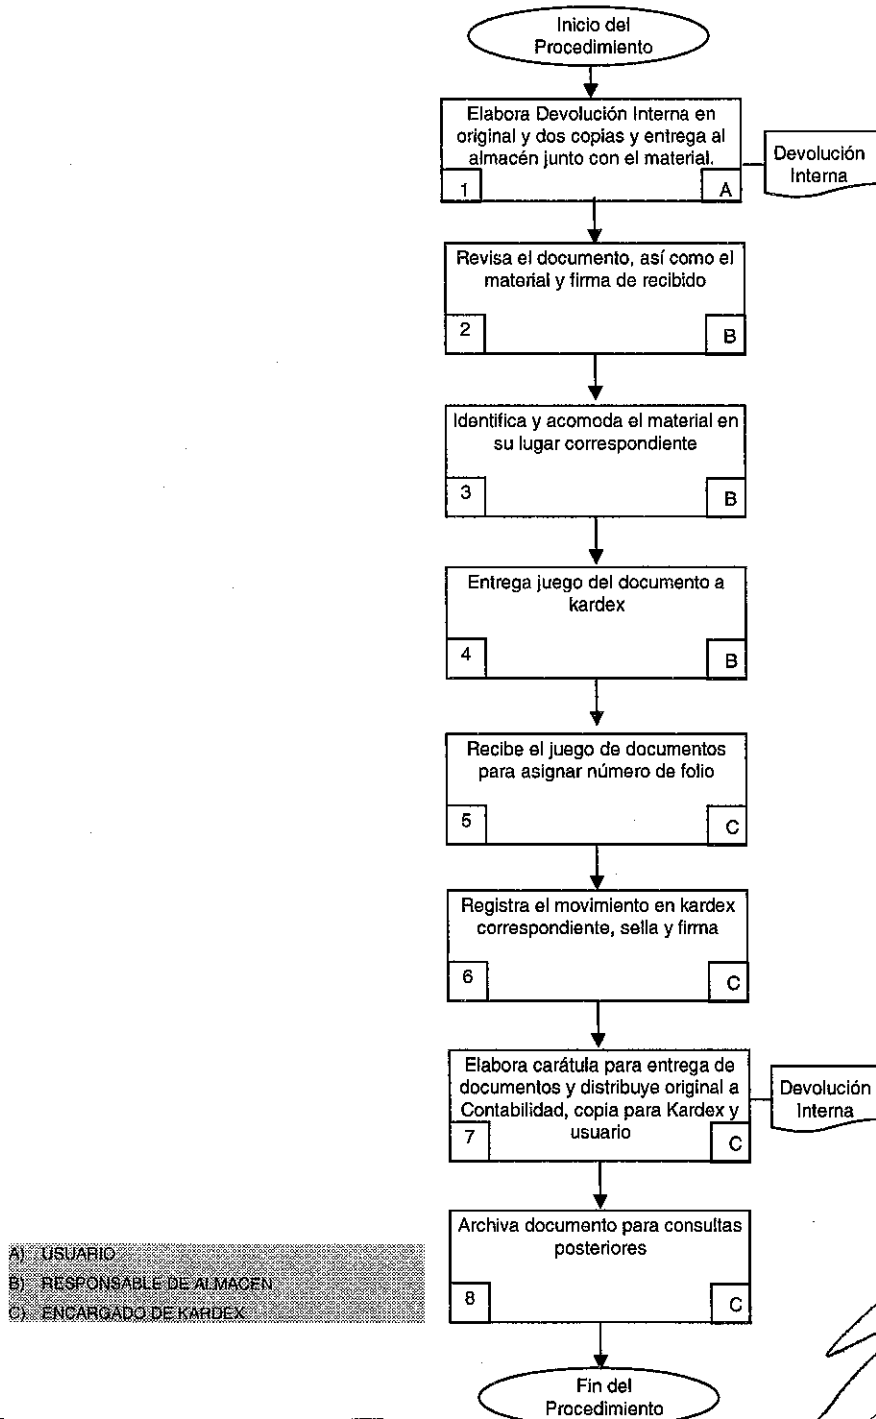 Inicio del
Procedimiento
Elabora Devolución Interna en
original y dos copias y entrega al
almacén junto con el material.
1
A
Devolución
Interna
Revisa el documento, así como el
material y firma de recibido
2
B
Identifica y acomoda el material en
su lugar correspondiente
3
B
Entrega juego del documento a
kardex
4
B
Recibe el juego de documentos
para asignar número de folio
5
C
Registra el movimiento en kardex
correspondiente, sella y firma
6
C
Elabora carátula para entrega de
documentos y distribuye original a
Contabilidad, copia para Kardex y
usuario
7
C
Devolución
Interna
Archiva documento para consultas
posteriores
8
C
A) USUARIO
B) RESPONSABLE DE ALMACEN
C) ENCARGADO DE KARDEX
Fin del
Procedimiento